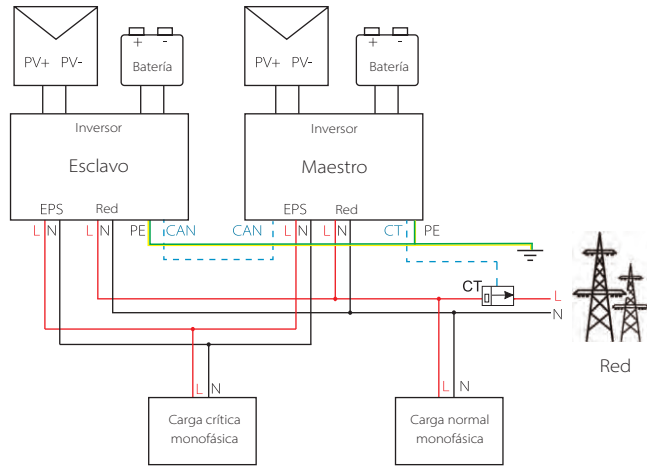 PV+ PV-
+ -
Batería
PV+ PV-
+ -
Batería
Inversor
Esclavo
EPS Red
Inversor
Maestro
EPS Red
L N L N PE CAN
CAN L N L N CT PE
CT
L
N
Red
L N
L N
Carga crítica
monofásica
Carga normal
monofásica